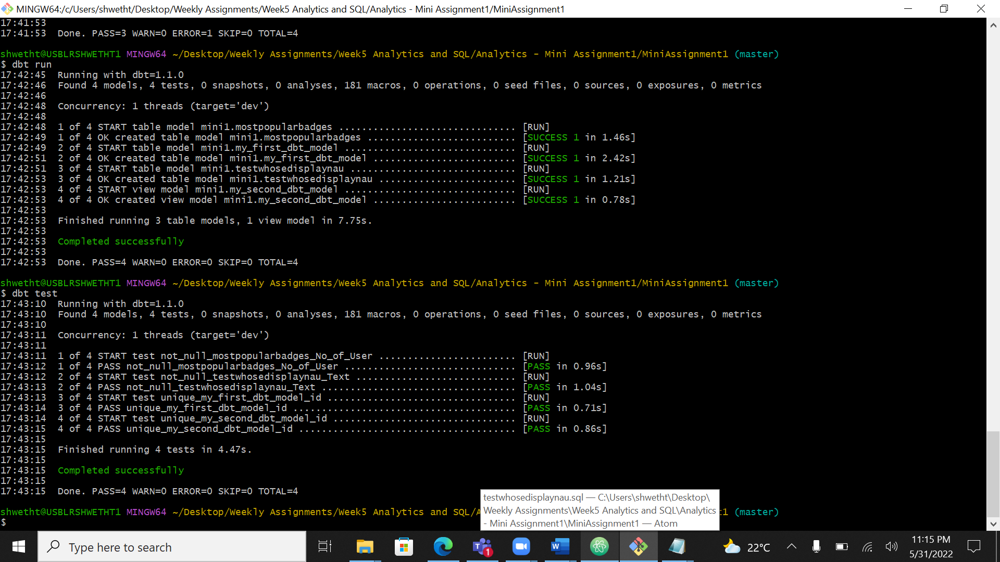 MINGW64:/c/Users/shwetht/Desktop/Weekly Assignments/Week5 Analytics and SQL/Analytics - Mini Assignment1/MiniAssignment1
17:41:53
17:41:53  Done. PASS=3 WARN=0 ERROR=1 SKIP=0 TOTAL=4
shwetht@USBLRSHWETHT1 MINGW64 ~/Desktop/Weekly Assignments/Week5 Analytics and SQL/Analytics - Mini Assignment1/MiniAssignment1 (master)
$ dbt run
17:42:45  Running with dbt=1.1.0
17:42:46  Found 4 models, 4 tests, 0 snapshots, 0 analyses, 181 macros, 0 operations, 0 seed files, 0 sources, 0 exposures, 0 metrics
17:42:46
17:42:48  Concurrency: 1 threads (target='dev')
17:42:48
17:42:48  1 of 4 START table model mini1.mostpopularbadges ............................... [RUN]
17:42:49  1 of 4 OK created table model mini1.mostpopularbadges .......................... [SUCCESS 1 in 1.46s]
17:42:49  2 of 4 START table model mini1.my_first_dbt_model .............................. [RUN]
17:42:51  2 of 4 OK created table model mini1.my_first_dbt_model ......................... [SUCCESS 1 in 2.42s]
17:42:51  3 of 4 START table model mini1.testwhosedisplaynau ............................. [RUN]
17:42:53  3 of 4 OK created table model mini1.testwhosedisplaynau ........................ [SUCCESS 1 in 1.21s]
17:42:53  4 of 4 START view model mini1.my_second_dbt_model .............................. [RUN]
17:42:53  4 of 4 OK created view model mini1.my_second_dbt_model ......................... [SUCCESS 1 in 0.78s]
17:42:53
17:42:53  Finished running 3 table models, 1 view model in 7.75s.
17:42:53
17:42:53  Completed successfully
17:42:53
17:42:53  Done. PASS=4 WARN=0 ERROR=0 SKIP=0 TOTAL=4
shwetht@USBLRSHWETHT1 MINGW64 ~/Desktop/Weekly Assignments/Week5 Analytics and SQL/Analytics - Mini Assignment1/MiniAssignment1 (master)
$ dbt test
17:43:10  Running with dbt=1.1.0
17:43:10  Found 4 models, 4 tests, 0 snapshots, 0 analyses, 181 macros, 0 operations, 0 seed files, 0 sources, 0 exposures, 0 metrics
17:43:10
17:43:11  Concurrency: 1 threads (target='dev')
17:43:11
17:43:11  1 of 4 START test not_null_mostpopularbadges_No_of_User ........................ [RUN]
17:43:12  1 of 4 PASS not_null_mostpopularbadges_No_of_User .............................. [PASS in 0.96s]
17:43:12  2 of 4 START test not_null_testwhosedisplaynau_Text ............................ [RUN]
17:43:13  2 of 4 PASS not_null_testwhosedisplaynau_Text .................................. [PASS in 1.04s]
17:43:13  3 of 4 START test unique_my_first_dbt_model_id ................................. [RUN]
17:43:14  3 of 4 PASS unique_my_first_dbt_model_id ....................................... [PASS in 0.71s]
17:43:14  4 of 4 START test unique_my_second_dbt_model_id ................................ [RUN]
17:43:15  4 of 4 PASS unique_my_second_dbt_model_id ...................................... [PASS in 0.86s]
17:43:15
17:43:15  Finished running 4 tests in 4.47s.
17:43:15
17:43:15  Completed successfully
17:43:15
17:43:15  Done. PASS=4 WARN=0 ERROR=0 SKIP=0 TOTAL=4
shwetht@USBLRSHWETHT1 MINGW64 ~/Desktop/Weekly Assignments/Week5 Analytics and SQL/A t1 (master)
$
testwhosedisplaynau.sql — C:\Users\shwetht\Desktop\
Weekly Assignments\Week5 Analytics and SQL\Analytics
- Mini Assignment1\MiniAssignment1 — Atom
Type here to search
1
22°C
11:15 PM
5/31/2022